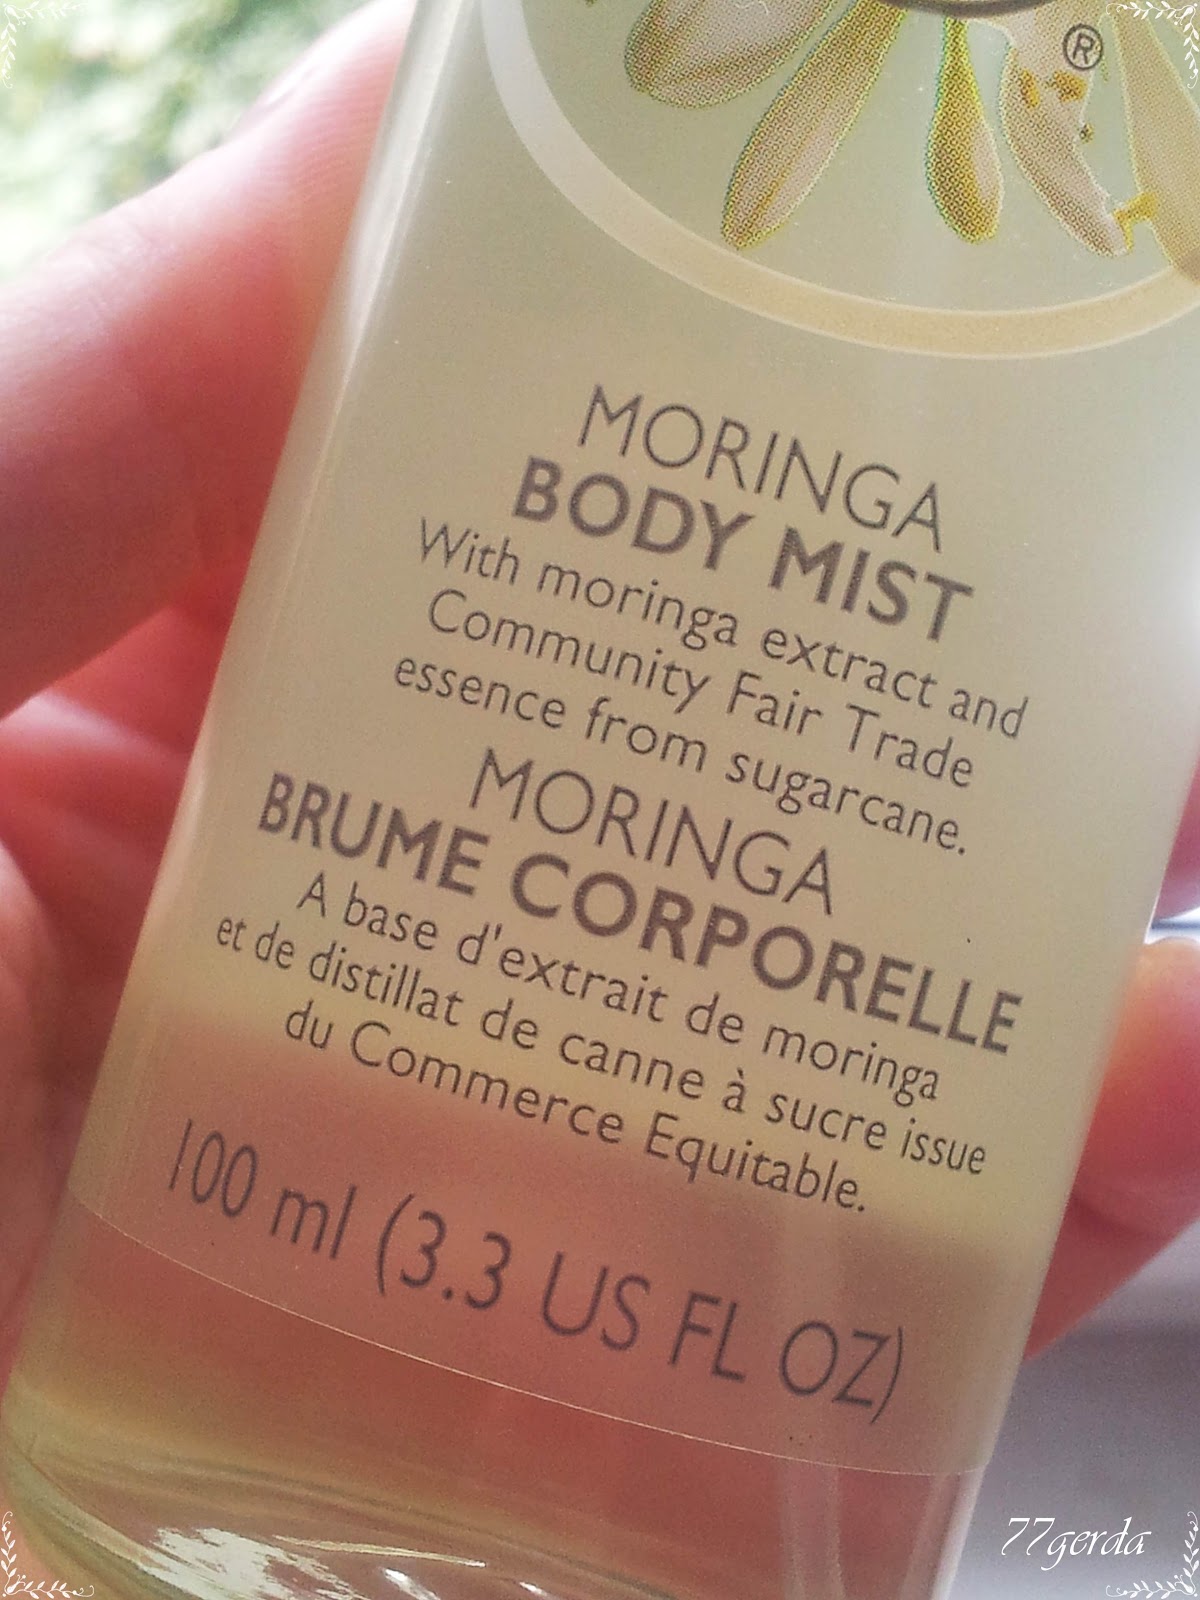 ®
MORINGA
BODY MIST
With moringa extract and
Community Fair Trade
essence from sugarcane.
MORINGA
BRUME CORPORELLE
A base d'extrait de moringa
et de distillat de canne à sucre issue
du Commerce Equitable.
100 ml (3.3 US FL OZ)
77gerda